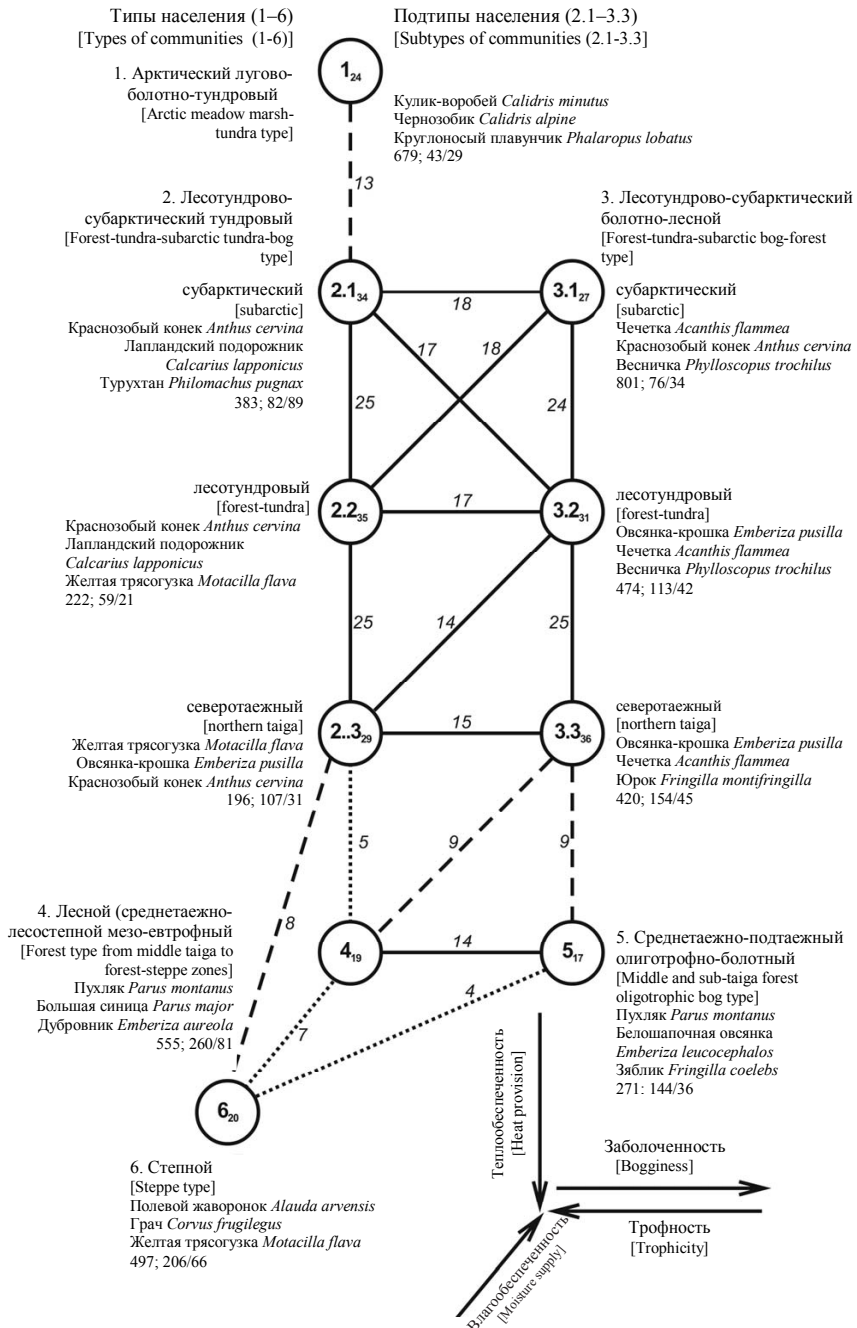 Типы населения (1–6)
[Types of communities (1-6)]
Подтипы населения (2.1–3.3)
[Subtypes of communities (2.1-3.3]
1. Арктический лугово-
болотно-тундровый
[Arctic meadow marsh-
tundra type]
1₂₄
Кулик-воробей Calidris minutus
Чернозобик Calidris alpine
Круглоносый плавунчик Phalaropus lobatus
679; 43/29
13
2. Лесотундрово-
субарктический тундровый
[Forest-tundra-subarctic tundra-bog
type]
3. Лесотундрово-субарктический
болотно-лесной
[Forest-tundra-subarctic bog-forest
type]
субарктический
[subarctic]
Краснозобый конек Anthus cervina
Лапландский подорожник
Calcarius lapponicus
Турухтан Philomachus pugnax
383; 82/89
2.1₃₄
18
3.1₂₇
субарктический
[subarctic]
Чечетка Acanthis flammea
Краснозобый конек Anthus cervina
Весничка Phylloscopus trochilus
801; 76/34
17
18
25
24
лесотундровый
[forest-tundra]
Краснозобый конек Anthus cervina
Лапландский подорожник
Calcarius lapponicus
Желтая трясогузка Motacilla flava
222; 59/21
2.2₃₅
17
3.2₃₁
лесотундровый
[forest-tundra]
Овсянка-крошка Emberiza pusilla
Чечетка Acanthis flammea
Весничка Phylloscopus trochilus
474; 113/42
25
14
25
северотаежный
[northern taiga]
Желтая трясогузка Motacilla flava
Овсянка-крошка Emberiza pusilla
Краснозобый конек Anthus cervina
196; 107/31
2..3₂₉
15
3.3₃₆
северотаежный
[northern taiga]
Овсянка-крошка Emberiza pusilla
Чечетка Acanthis flammea
Юрок Fringilla montifringilla
420; 154/45
5
9
9
8
4. Лесной (среднетаежно-
лесостепной мезо-евтрофный
[Forest type from middle taiga to
forest-steppe zones]
Пухляк Parus montanus
Большая синица Parus major
Дубровник Emberiza aureola
555; 260/81
4₁₉
14
5₁₇
5. Среднетаежно-подтаежный
олиготрофно-болотный
[Middle and sub-taiga forest
oligotrophic bog type]
Пухляк Parus montanus
Белошапочная овсянка
Emberiza leucocephalos
Зяблик Fringilla coelebs
271: 144/36
7
4
6₂₀
6. Степной
[Steppe type]
Полевой жаворонок Alauda arvensis
Грач Corvus frugilegus
Желтая трясогузка Motacilla flava
497; 206/66
Теплообеспеченность
[Heat provision]
Заболоченность
[Bogginess]
Трофность
[Trophicity]
Влагообеспеченность
[Moisture supply]